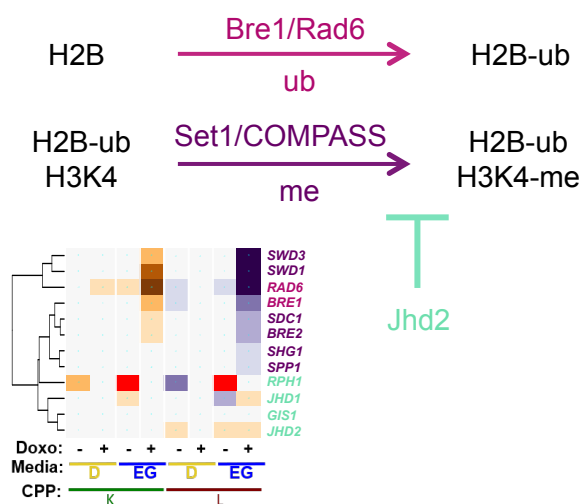 Bre1/Rad6
H2B H2B-ub
ub
H2B-ub Set1/COMPASS H2B-ub
H3K4 H3K4-me
me
Jhd2
SWD3
SWD1
RAD6
BRE1
SDC1
BRE2
SHG1
SPP1
RPH1
JHD1
GIS1
JHD2
Doxo: - + - + - + - +
Media: D EG D EG
CPP: K L